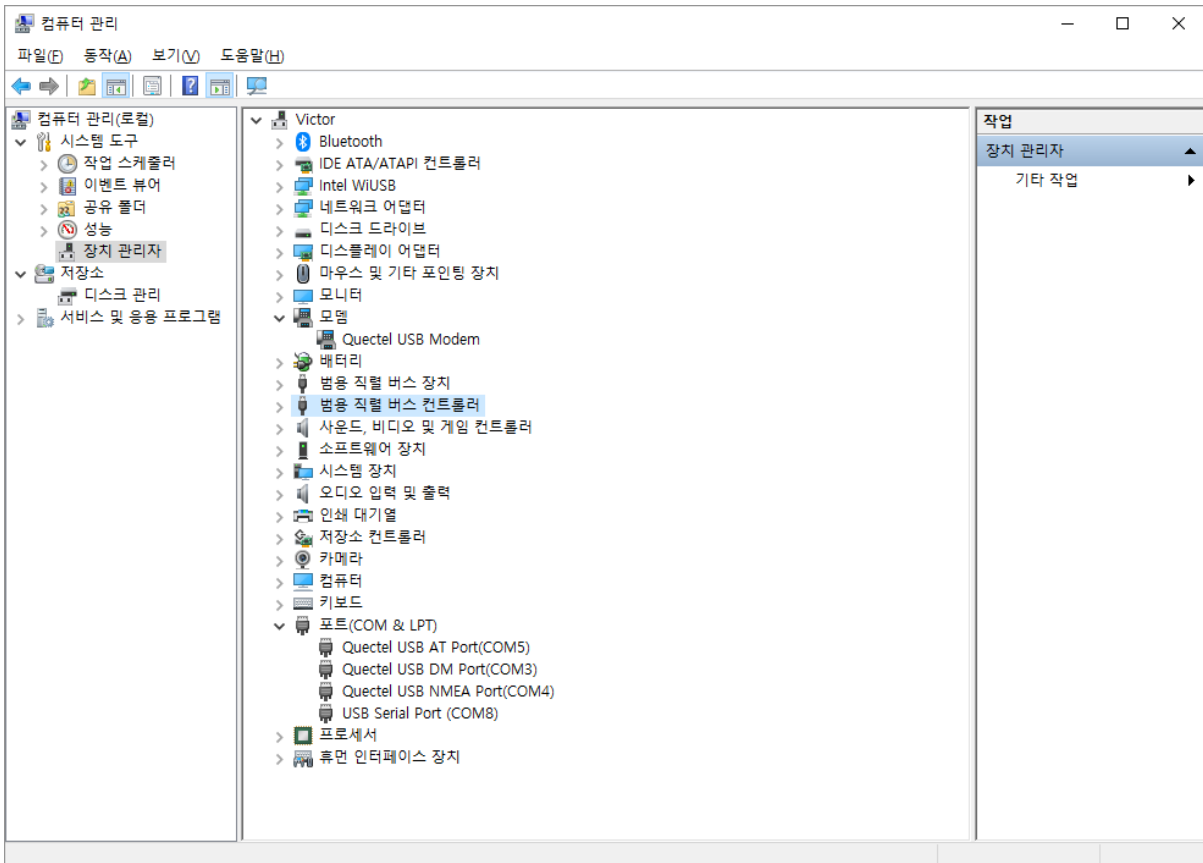 컴퓨터 관리
파일(F) 동작(A) 보기(V) 도움말(H)
컴퓨터 관리(로컬)
시스템 도구
작업 스케줄러
이벤트 뷰어
공유 폴더
성능
장치 관리자
저장소
디스크 관리
서비스 및 응용 프로그램
Victor
Bluetooth
IDE ATA/ATAPI 컨트롤러
Intel WiUSB
네트워크 어댑터
디스크 드라이브
디스플레이 어댑터
마우스 및 기타 포인팅 장치
모니터
모뎀
Quectel USB Modem
배터리
범용 직렬 버스 장치
범용 직렬 버스 컨트롤러
사운드, 비디오 및 게임 컨트롤러
소프트웨어 장치
시스템 장치
오디오 입력 및 출력
인쇄 대기열
저장소 컨트롤러
카메라
컴퓨터
키보드
포트(COM & LPT)
Quectel USB AT Port(COM5)
Quectel USB DM Port(COM3)
Quectel USB NMEA Port(COM4)
USB Serial Port (COM8)
프로세서
휴먼 인터페이스 장치
작업
장치 관리자
기타 작업